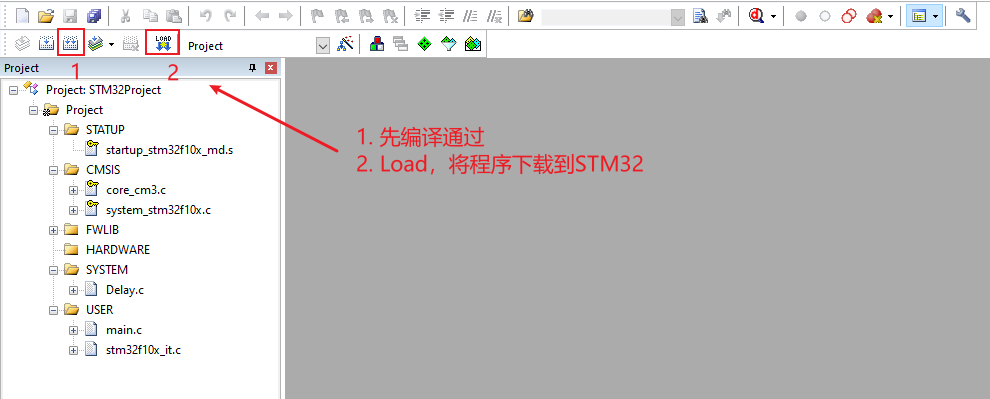 LOAD
Project
Project
1
2
Project: STM32Project
Project
STATUP
startup_stm32f10x_md.s
CMSIS
core_cm3.c
system_stm32f10x.c
FWLIB
HARDWARE
SYSTEM
Delay.c
USER
main.c
stm32f10x_it.c
1. 先编译通过
2. Load，将程序下载到STM32